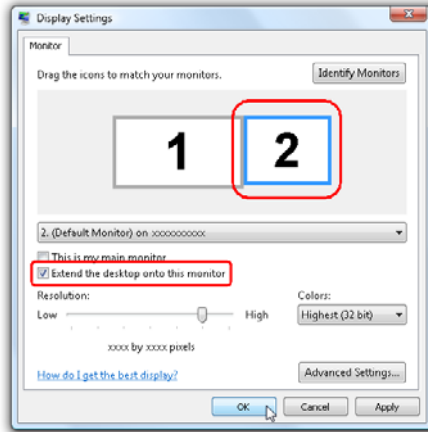 Display Settings
Monitor
Drag the icons to match your monitors.
Identify Monitors
1
2
2. (Default Monitor) on xxxxxxxxxx
This is my main monitor
Extend the desktop onto this monitor
Resolution:
Colors:
Low
High
Highest (32 bit)
xxxx by xxxx pixels
How do I get the best display?
Advanced Settings...
OK
Cancel
Apply